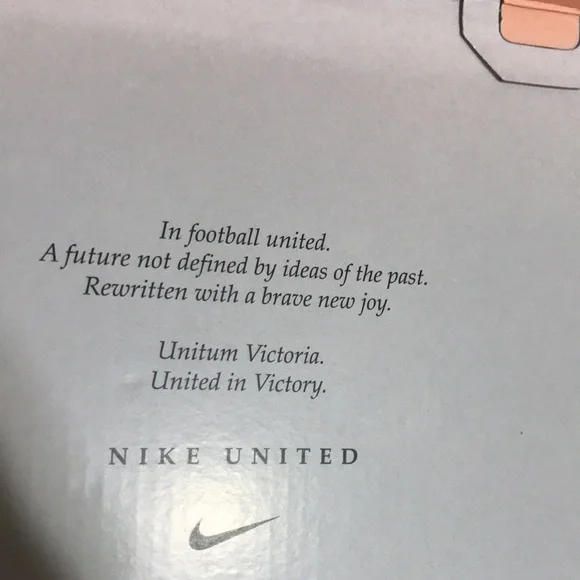 In football united.
A future not defined by ideas of the past.
Rewritten with a brave new joy.
Unitum Victoria.
United in Victory.
NIKE UNITED